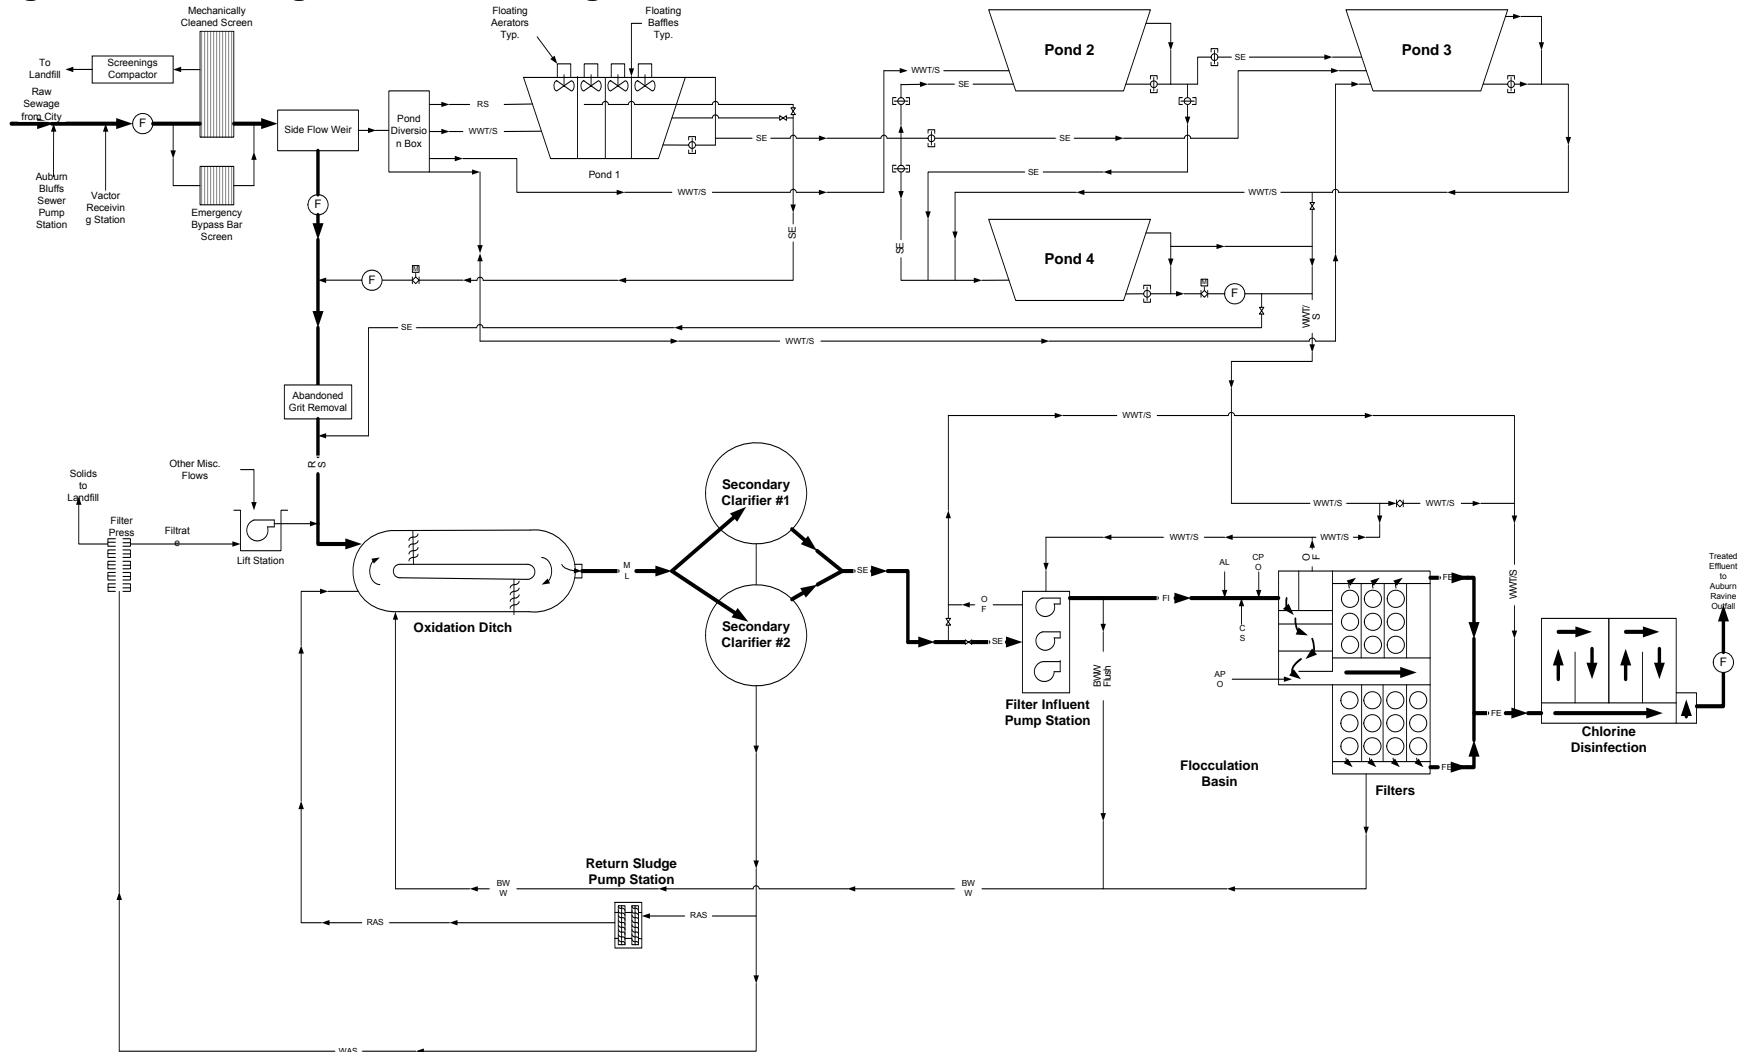 Mechanically
Cleaned Screen
Floating
Aerators
Typ.
Floating
Baffles
Typ.
Pond 2
Pond 3
To
Landfill
Screenings
Compactor
WWT/S
SE
SE
SE
Raw
Sewage
from City
F
Side Flow Weir
Pond
Diversio
n Box
RS
WWT/S
SE
SE
Pond 1
SE
WWT/S
WWT/S
Auburn
Bluffs
Sewer
Pump
Station
Vactor
Receivin
g Station
Emergency
Bypass Bar
Screen
F
SE
SE
Pond 4
F
M
M
F
SE
WWT/S
WWT/
S
Abandoned
Grit Removal
WWT/S
R
S
Other Misc.
Flows
Solids
to
Landfill
Filter
Press
Filtrat
e
Lift Station
Secondary
Clarifier #1
WWT/S
WWT/S
WWT/S
WWT/S
O
F
M
L
SE
Oxidation Ditch
Secondary
Clarifier #2
O
F
SE
FI
AL
CP
O
C
S
AP
O
BWW
Flush
Filter Influent
Pump Station
Flocculation
Basin
FE
FE
FE
Filters
WWT/S
Treated
Effluent
to
Auburn
Ravine
Outfall
F
Chlorine
Disinfection
Return Sludge
Pump Station
BW
W
BW
W
RAS
RAS
WAS